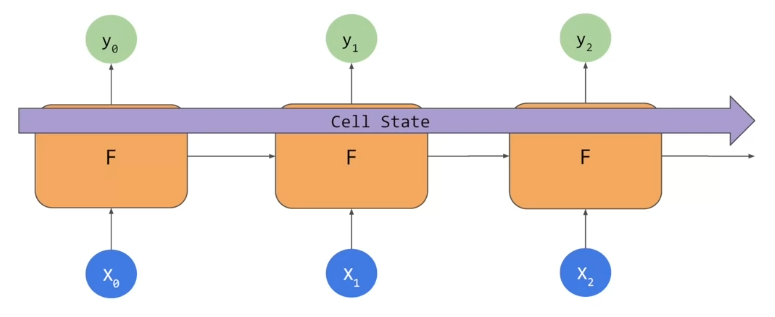 y₀ y₁ y₂
Cell State
F F F
X₀ X₁ X₂